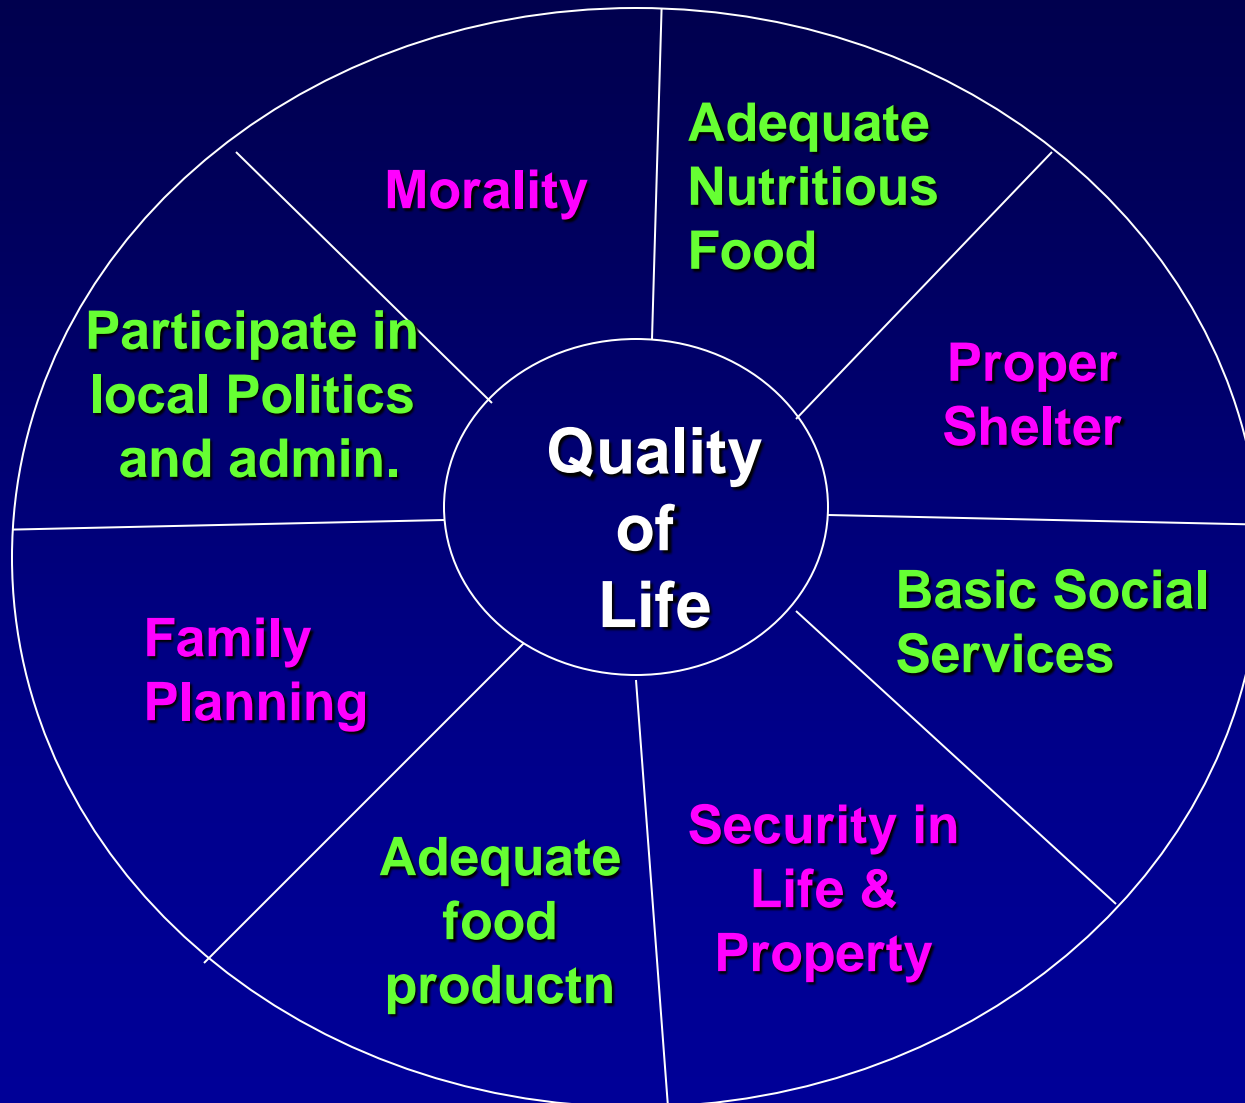 Morality
Adequate
Nutritious
Food
Proper
Shelter
Basic Social
Services
Security in
Life &
Property
Adequate
food
productn
Family
Planning
Participate in
local Politics
and admin.
Quality
of
Life